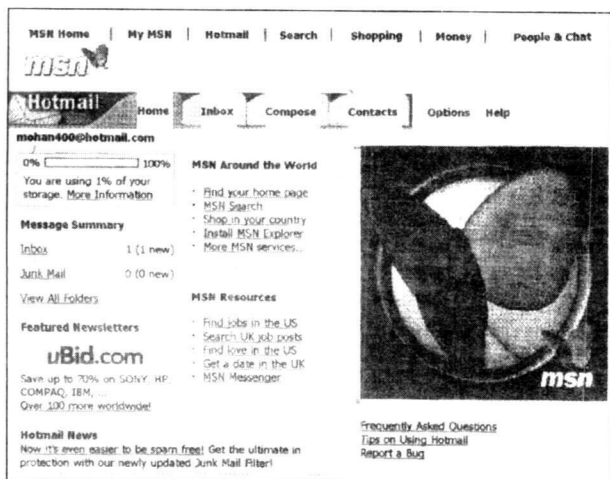 MSN Home | My MSN | Hotmail | Search | Shopping | Money | People & Chat
msn
Hotmail Home Inbox Compose Contacts Options Help
mohan400@hotmail.com
0% 100%
You are using 1% of your
storage. More Information
Message Summary
Inbox 1 (1 new)
Junk Mail 0 (0 new)
View All Folders
Featured Newsletters
uBid.com
Save up to 70% on SONY, HP,
COMPAQ, IBM, ...
Over 100 more worldwide!
Hotmail News
Now it's even easier to be spam free! Get the ultimate in
protection with our newly updated Junk Mail Filter!
MSN Around the World
· Find your home page
· MSN Search
· Shop in your country
· Install MSN Explorer
· More MSN services...
MSN Resources
· Find jobs in the US
· Search UK job posts
· Find love in the US
· Get a date in the UK
· MSN Messenger
msn
Frequently Asked Questions
Tips on Using Hotmail
Report a Bug